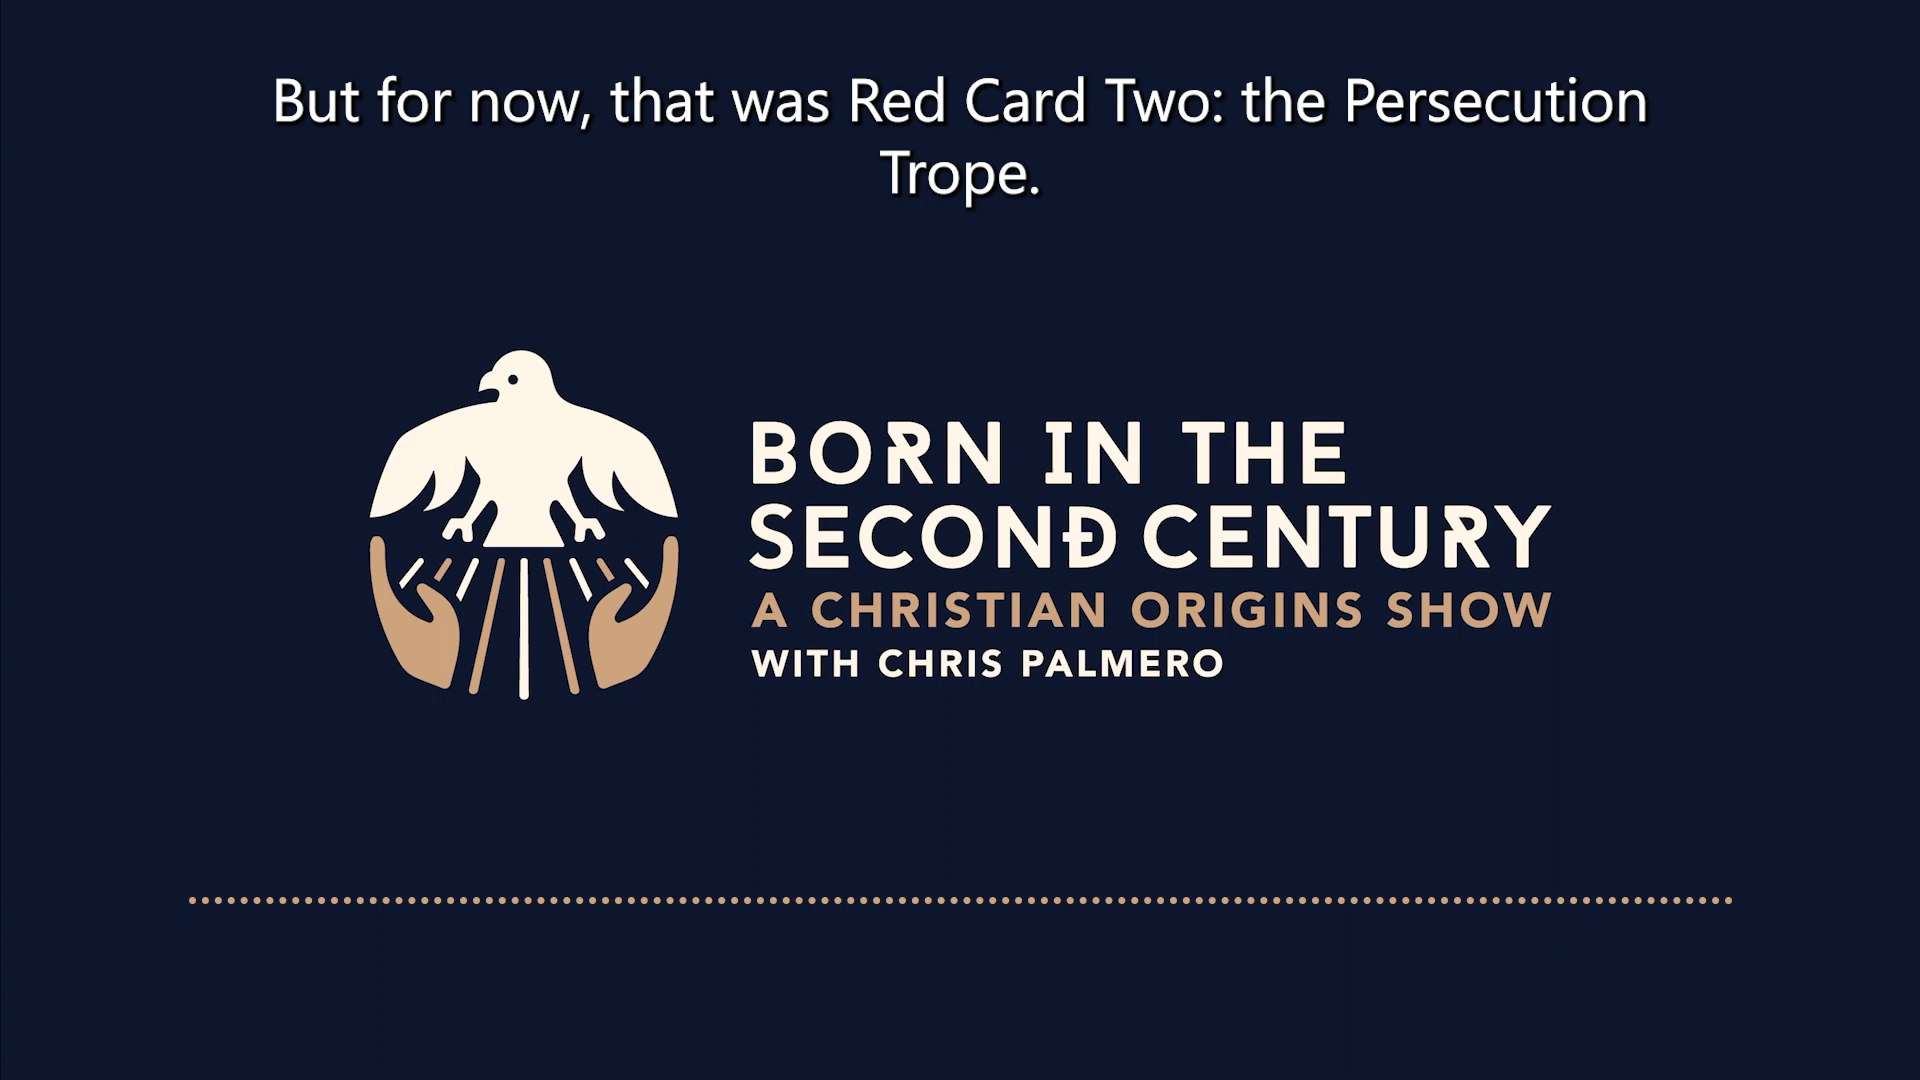 But for now, that was Red Card Two: the Persecution
Trope.
BORN IN THE
SECOND CENTURY
A CHRISTIAN ORIGINS SHOW
WITH CHRIS PALMERO